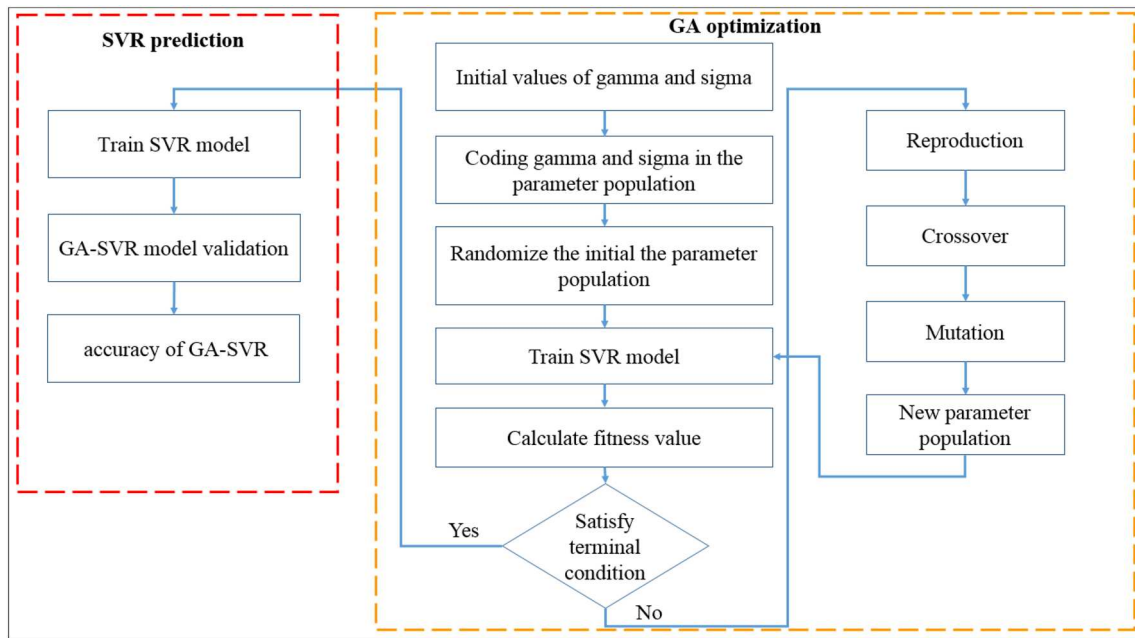 SVR prediction
Train SVR model
GA-SVR model validation
accuracy of GA-SVR
GA optimization
Initial values of gamma and sigma
Coding gamma and sigma in the
parameter population
Randomize the initial the parameter
population
Train SVR model
Calculate fitness value
Satisfy
terminal
condition
Yes
No
Reproduction
Crossover
Mutation
New parameter
population